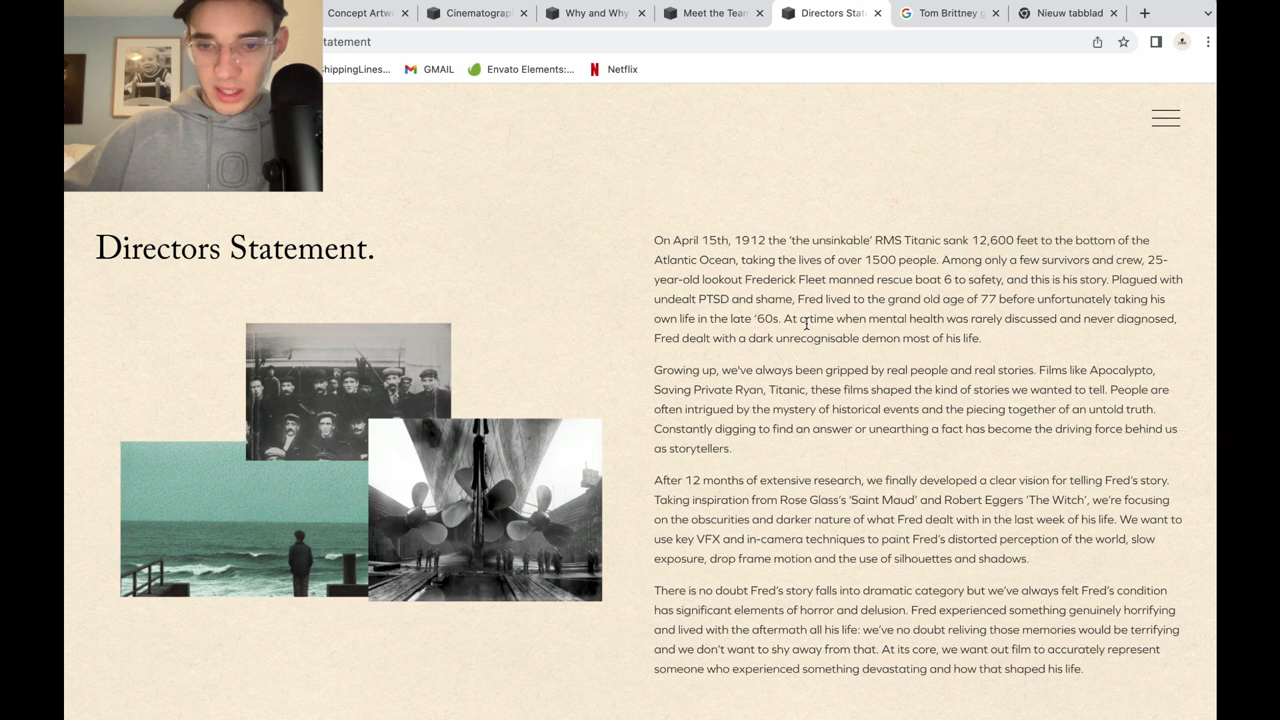 Concept Artw
Cinematograp
Why and Why
Meet the Team
Directors Stat
Tom Brittney g
Nieuw tabblad
tatement
ShippingLines...
GMAIL
Envato Elements:...
Netflix
Directors Statement.
On April 15th, 1912 the 'the unsinkable' RMS Titanic sank 12,600 feet to the bottom of the
Atlantic Ocean, taking the lives of over 1500 people. Among only a few survivors and crew, 25-
year-old lookout Frederick Fleet manned rescue boat 6 to safety, and this is his story. Plagued with
undealt PTSD and shame, Fred lived to the grand old age of 77 before unfortunately taking his
own life in the late '60s. At a time when mental health was rarely discussed and never diagnosed,
Fred dealt with a dark unrecognisable demon most of his life.
Growing up, we've always been gripped by real people and real stories. Films like Apocalypto,
Saving Private Ryan, Titanic, these films shaped the kind of stories we wanted to tell. People are
often intrigued by the mystery of historical events and the piecing together of an untold truth.
Constantly digging to find an answer or unearthing a fact has become the driving force behind us
as storytellers.
After 12 months of extensive research, we finally developed a clear vision for telling Fred's story.
Taking inspiration from Rose Glass's 'Saint Maud' and Robert Eggers 'The Witch', we're focusing
on the obscurities and darker nature of what Fred dealt with in the last week of his life. We want to
use key VFX and in-camera techniques to paint Fred's distorted perception of the world, slow
exposure, drop frame motion and the use of silhouettes and shadows.
There is no doubt Fred's story falls into dramatic category but we've always felt Fred's condition
has significant elements of horror and delusion. Fred experienced something genuinely horrifying
and lived with the aftermath all his life: we've no doubt reliving those memories would be terrifying
and we don't want to shy away from that. At its core, we want out film to accurately represent
someone who experienced something devastating and how that shaped his life.